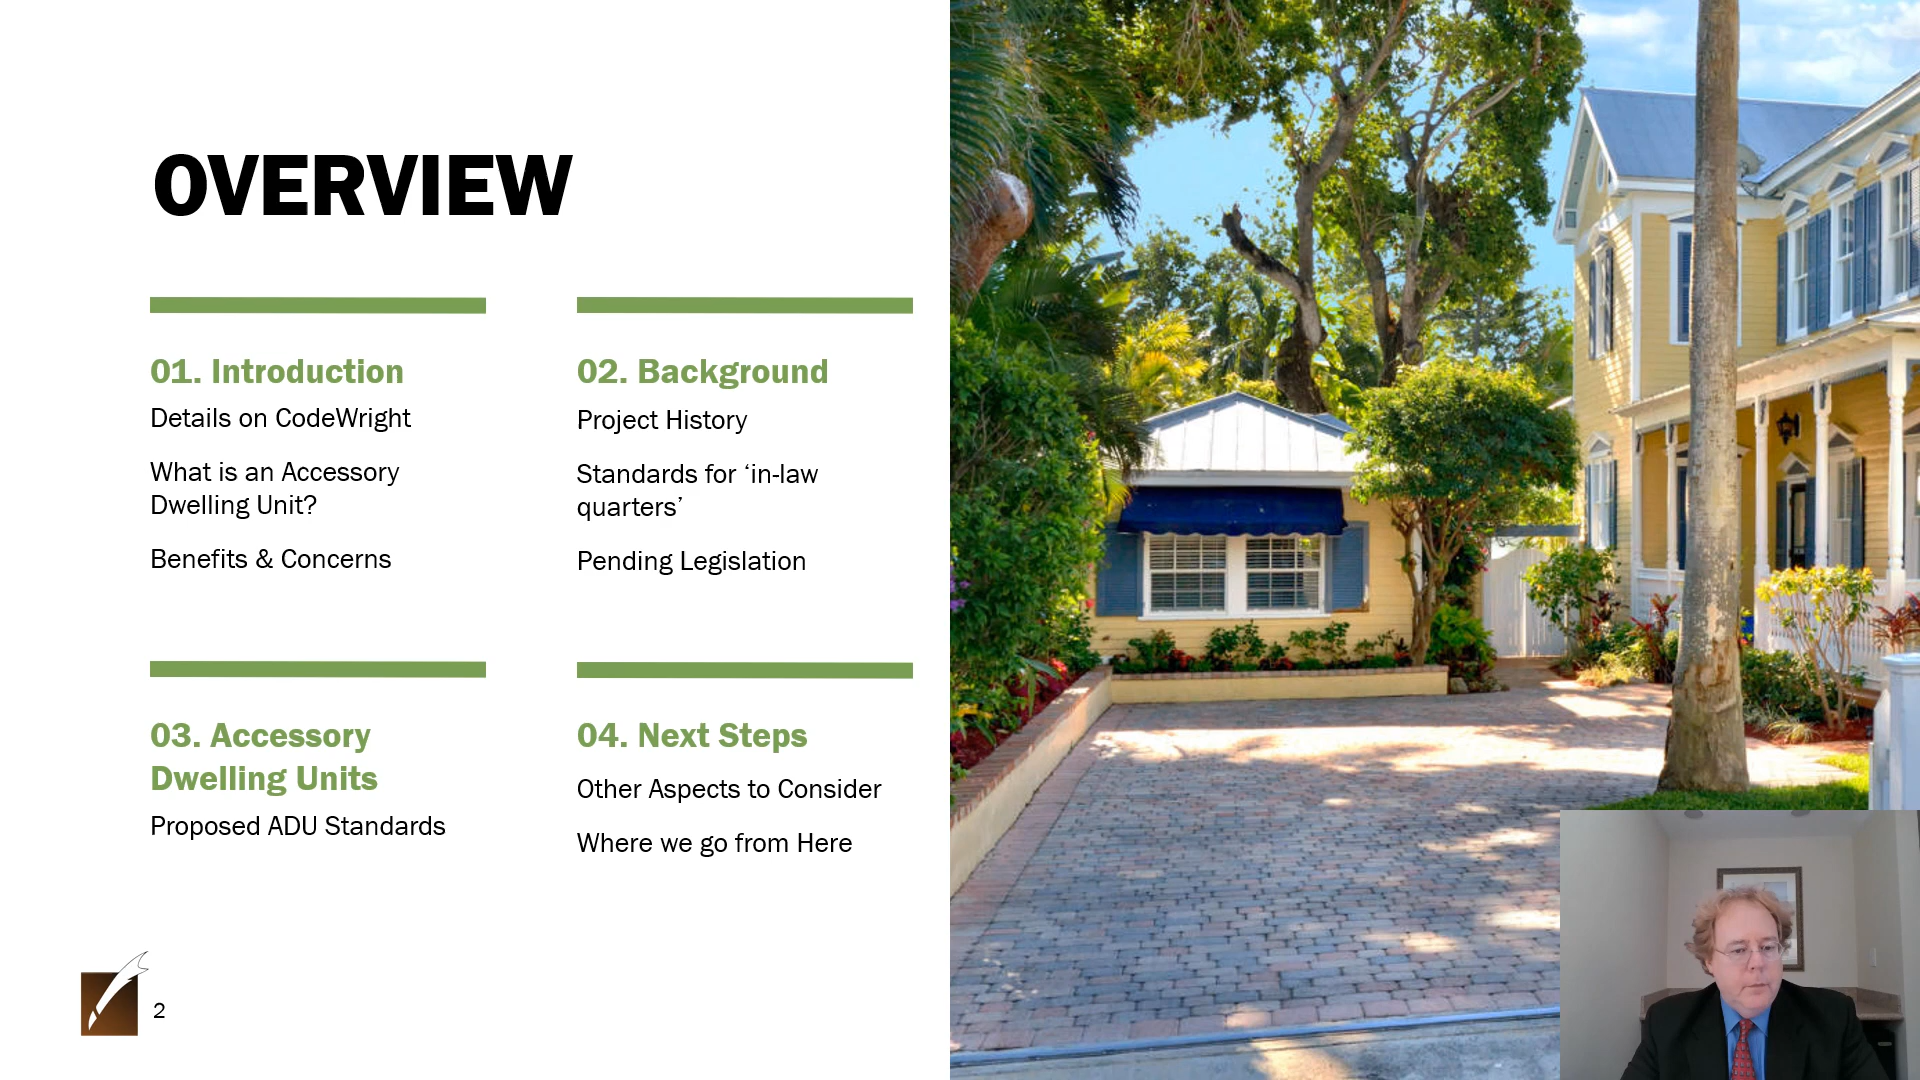 OVERVIEW
01. Introduction
Details on CodeWright
What is an Accessory
Dwelling Unit?
Benefits & Concerns
02. Background
Project History
Standards for ‘in-law
quarters’
Pending Legislation
03. Accessory
Dwelling Units
Proposed ADU Standards
04. Next Steps
Other Aspects to Consider
Where we go from Here
2